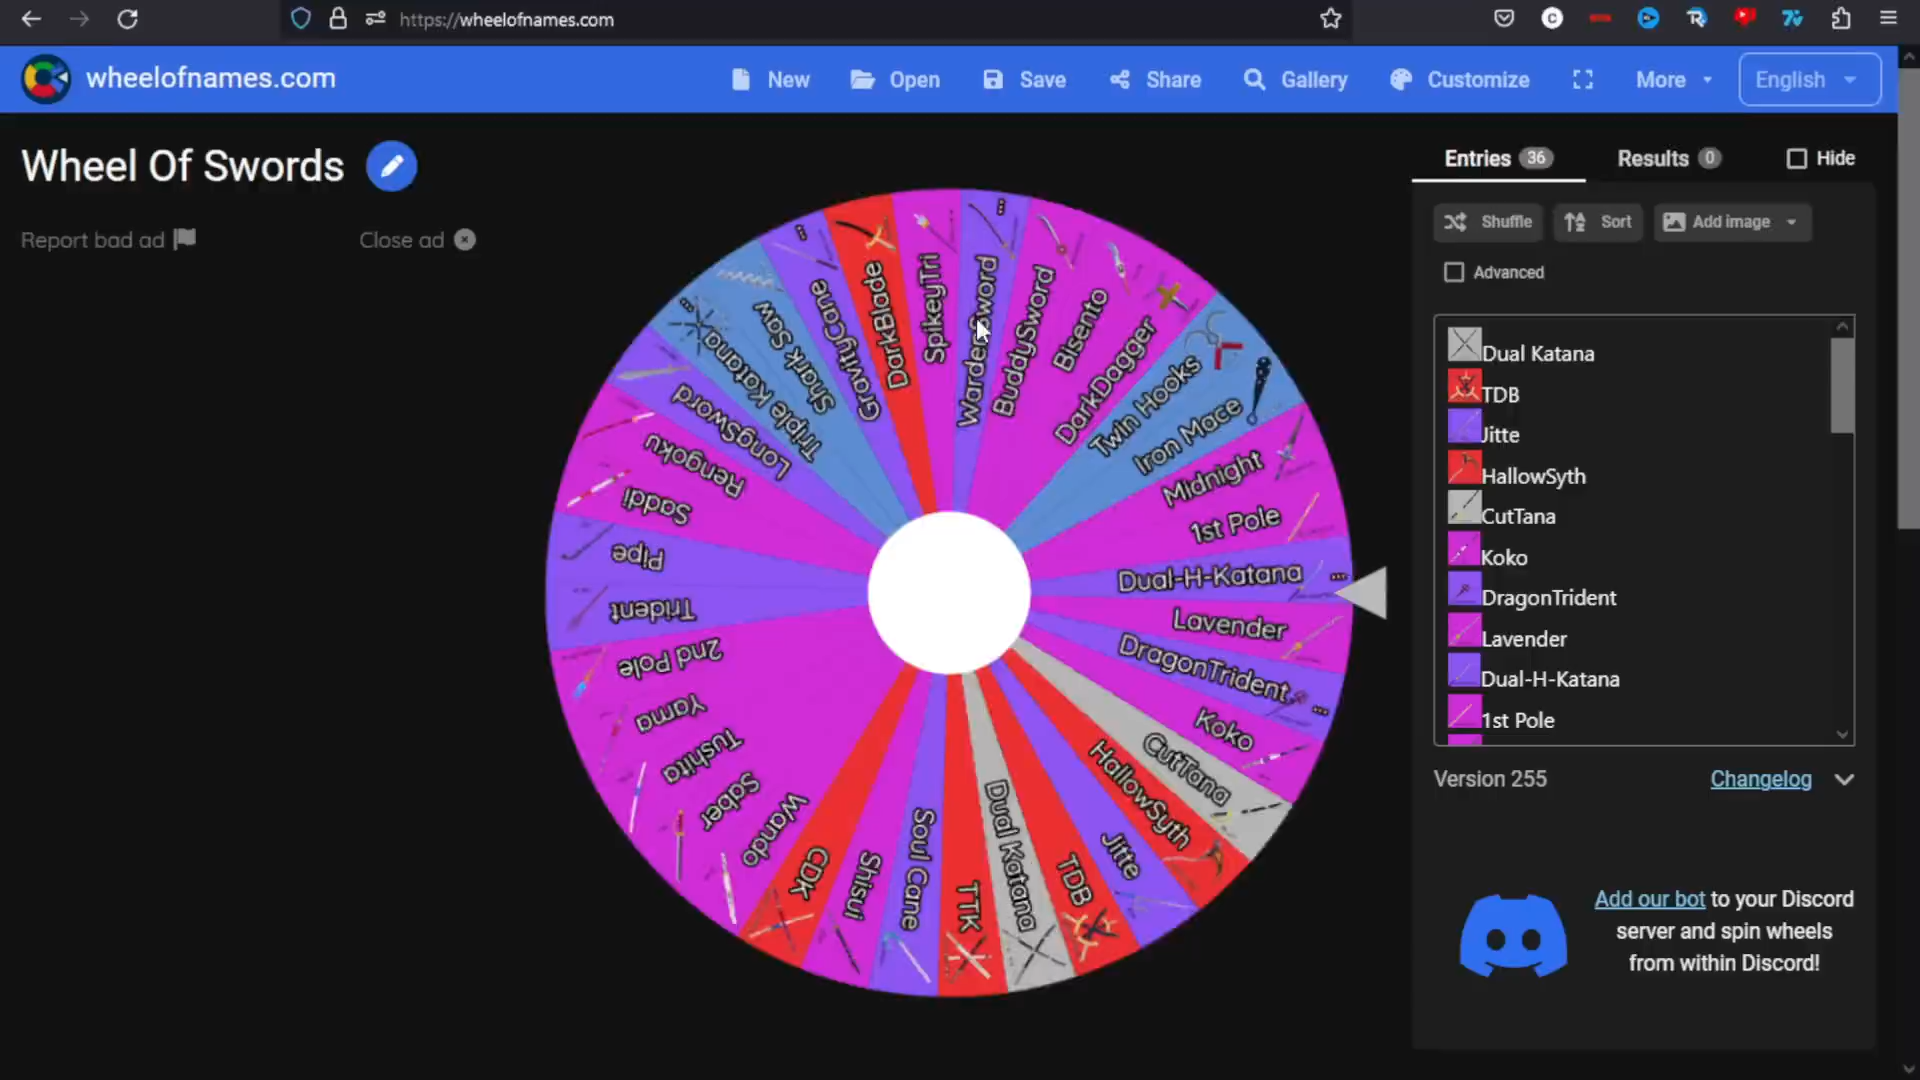 https://wheelofnames.com
wheelofnames.com
New
Open
Save
Share
Gallery
Customize
More
English
Wheel Of Swords
Report bad ad
Close ad
Entries 36
Results 0
Hide
Shuffle
Sort
Add image
Advanced
Dual Katana
TDB
Jitte
HallowSyth
CutTana
Koko
DragonTrident
Lavender
Dual-H-Katana
1st Pole
Version 255
Changelog
Add our bot to your Discord
server and spin wheels
from within Discord!
DarkBlade
SpikeyTri
WardenSword
BuddySword
Bisento
DarkDagger
Twin Hooks
Iron Mace
Midnight
1st Pole
Dual-H-Katana
Lavender
DragonTrident
Koko
CutTana
HallowSyth
Jitte
TDB
Dual Katana
TTK
Soul Cane
Shisui
CDK
Wando
Saber
Tushita
Yama
2nd Pole
Trident
Pipe
Saddi
Rengoku
LongSword
Triple Katana
Shark Saw
GravityCane